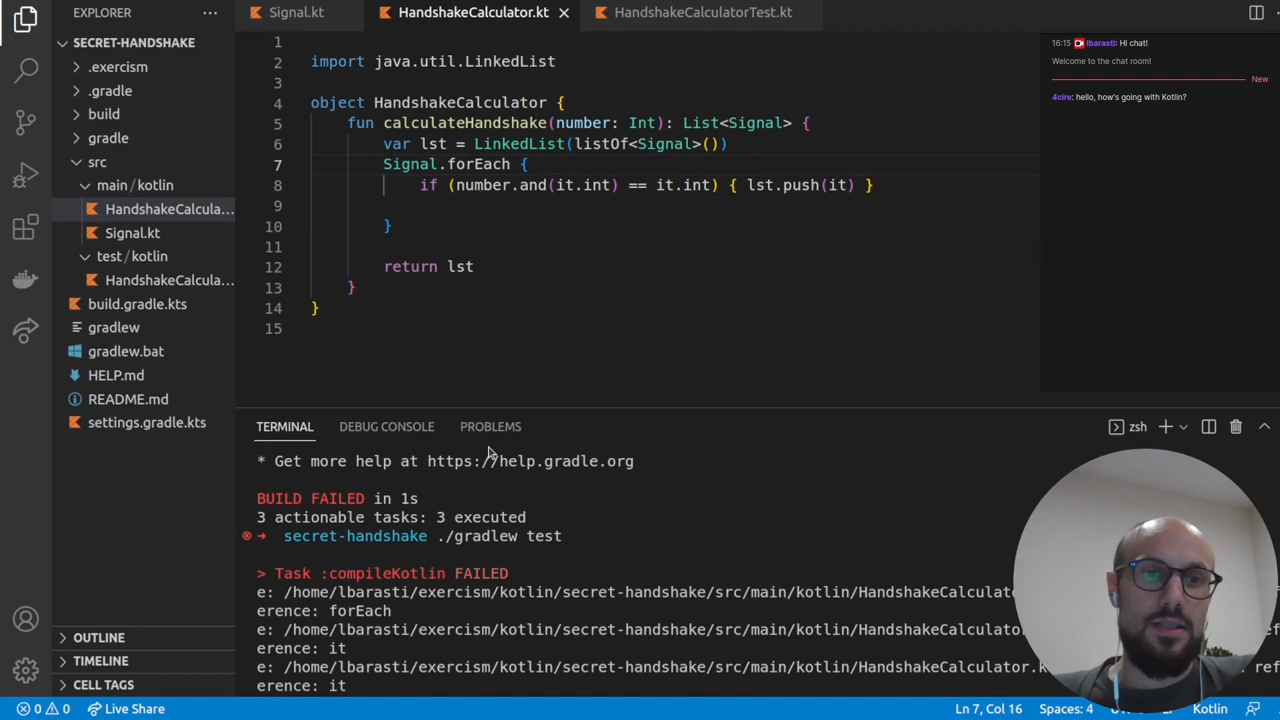 EXPLORER
SECRET-HANDSHAKE
.exercism
.gradle
build
gradle
src
main/kotlin
HandshakeCalcula...
Signal.kt
test/kotlin
HandshakeCalcula...
build.gradle.kts
gradlew
gradlew.bat
HELP.md
README.md
settings.gradle.kts
OUTLINE
TIMELINE
CELL TAGS
Signal.kt
HandshakeCalculator.kt
HandshakeCalculatorTest.kt
1
2 import java.util.LinkedList
3
4 object HandshakeCalculator {
5 fun calculateHandshake(number: Int): List<Signal> {
6 var lst = LinkedList(listOf<Signal>())
7 Signal.forEach {
8 if (number.and(it.int) == it.int) { lst.push(it) }
9
10 }
11
12 return lst
13 }
14 }
15
16:15 lbarasti: Hi chat!
Welcome to the chat room!
New
4cire: hello, how's going with Kotlin?
TERMINAL DEBUG CONSOLE PROBLEMS
zsh
* Get more help at https://help.gradle.org
BUILD FAILED in 1s
3 actionable tasks: 3 executed
secret-handshake ./gradlew test
> Task :compileKotlin FAILED
e: /home/lbarasti/exercism/kotlin/secret-handshake/src/main/kotlin/HandshakeCalculato
erence: forEach
e: /home/lbarasti/exercism/kotlin/secret-handshake/src/main/kotlin/HandshakeCalculator.
erence: it
e: /home/lbarasti/exercism/kotlin/secret-handshake/src/main/kotlin/HandshakeCalculator.k
erence: it
0 0 Live Share
Ln 7, Col 16 Spaces: 4 Kotlin